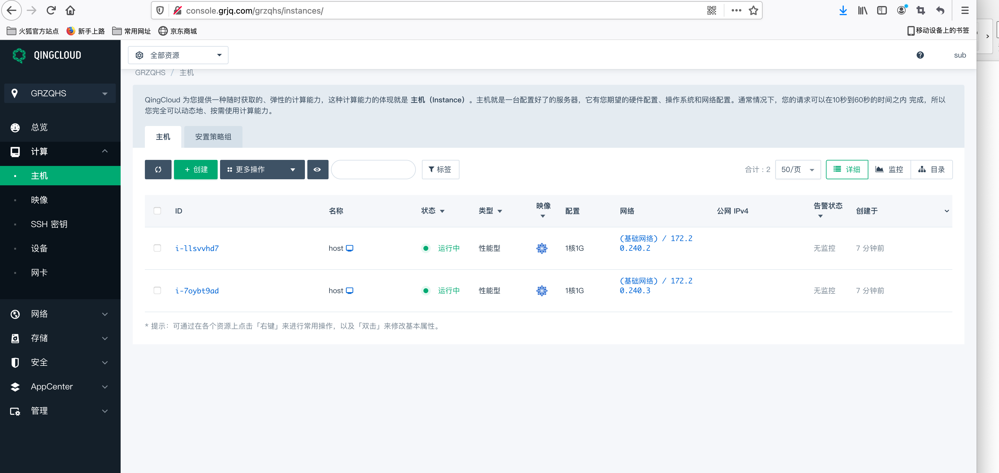 console.grjq.com/grzqhs/instances/
火狐官方站点
新手上路
常用网址
京东商城
移动设备上的书签
QINGCLOUD
全部资源
sub
GRZQHS / 主机
GRZQHS
QingCloud 为您提供一种随时获取的、弹性的计算能力，这种计算能力的体现就是 主机（Instance）。主机就是一台配置好了的服务器，它有您期望的硬件配置、操作系统和网络配置。通常情况下，您的请求可以在10秒到60秒的时间之内 完成，所以
您完全可以动态地、按需使用计算能力。
总览
计算
主机
映像
SSH 密钥
设备
网卡
网络
存储
安全
AppCenter
管理
主机
安置策略组
+ 创建
更多操作
标签
合计：2
50/页
详细
监控
目录
ID
名称
状态
类型
映像
配置
网络
公网 IPv4
告警状态
创建于
i-llsvvhd7
host
运行中
性能型
1核1G
(基础网络) / 172.2
0.240.2
无监控
7 分钟前
i-7oybt9ad
host
运行中
性能型
1核1G
(基础网络) / 172.2
0.240.3
无监控
7 分钟前
* 提示：可通过在各个资源上点击「右键」来进行常用操作，以及「双击」来修改基本属性。